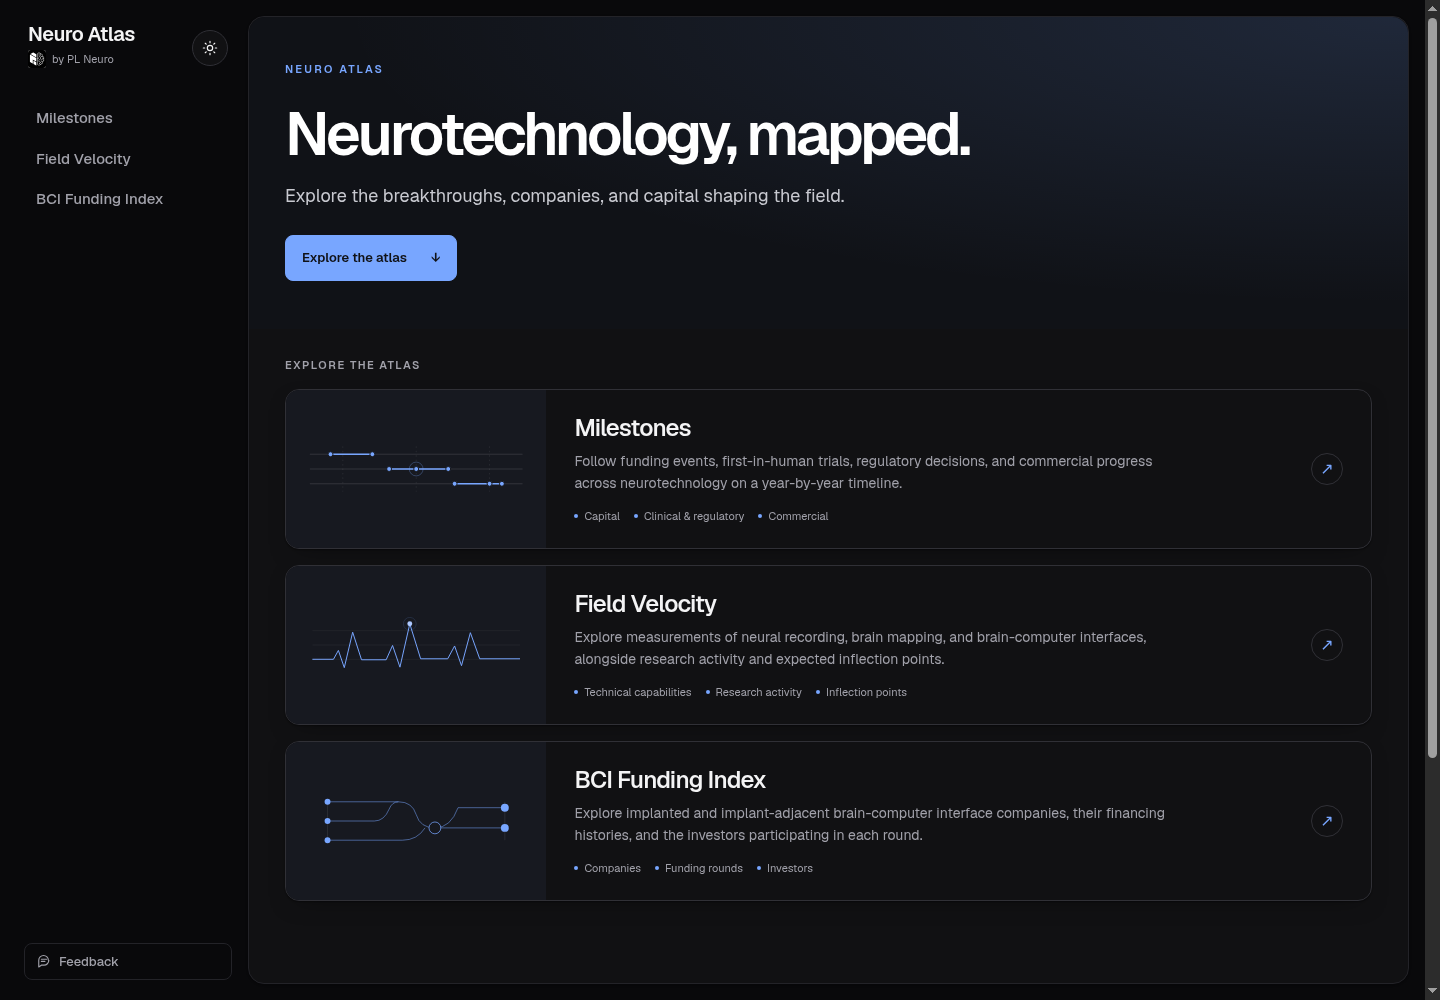 Neuro Atlas
by PL Neuro
Milestones
Field Velocity
BCI Funding Index
Feedback
NEURO ATLAS
Neurotechnology, mapped.
Explore the breakthroughs, companies, and capital shaping the field.
Explore the atlas ↓
EXPLORE THE ATLAS
Milestones
Follow funding events, first-in-human trials, regulatory decisions, and commercial progress
across neurotechnology on a year-by-year timeline.
Capital Clinical & regulatory Commercial
Field Velocity
Explore measurements of neural recording, brain mapping, and brain-computer interfaces,
alongside research activity and expected inflection points.
Technical capabilities Research activity Inflection points
BCI Funding Index
Explore implanted and implant-adjacent brain-computer interface companies, their financing
histories, and the investors participating in each round.
Companies Funding rounds Investors